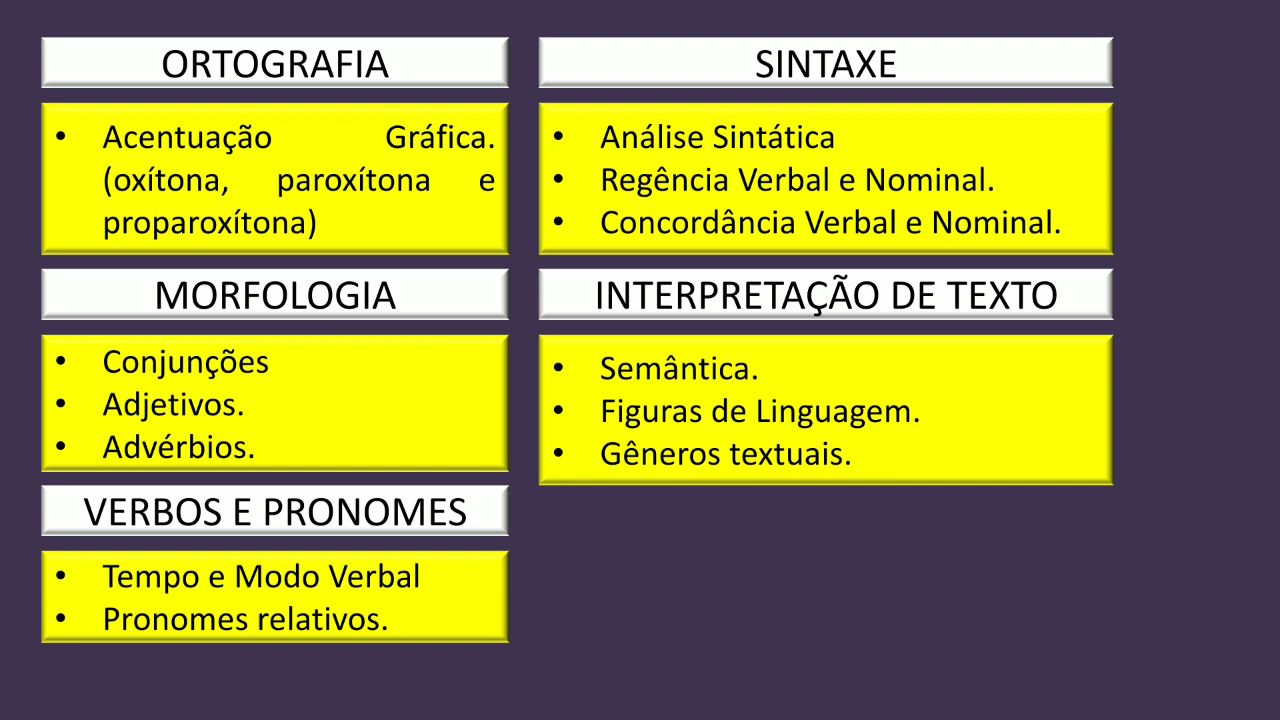 ORTOGRAFIA
• Acentuação Gráfica.
(oxítona, paroxítona e
proparoxítona)
MORFOLOGIA
• Conjunções
• Adjetivos.
• Advérbios.
VERBOS E PRONOMES
• Tempo e Modo Verbal
• Pronomes relativos.
SINTAXE
• Análise Sintática
• Regência Verbal e Nominal.
• Concordância Verbal e Nominal.
INTERPRETAÇÃO DE TEXTO
• Semântica.
• Figuras de Linguagem.
• Gêneros textuais.